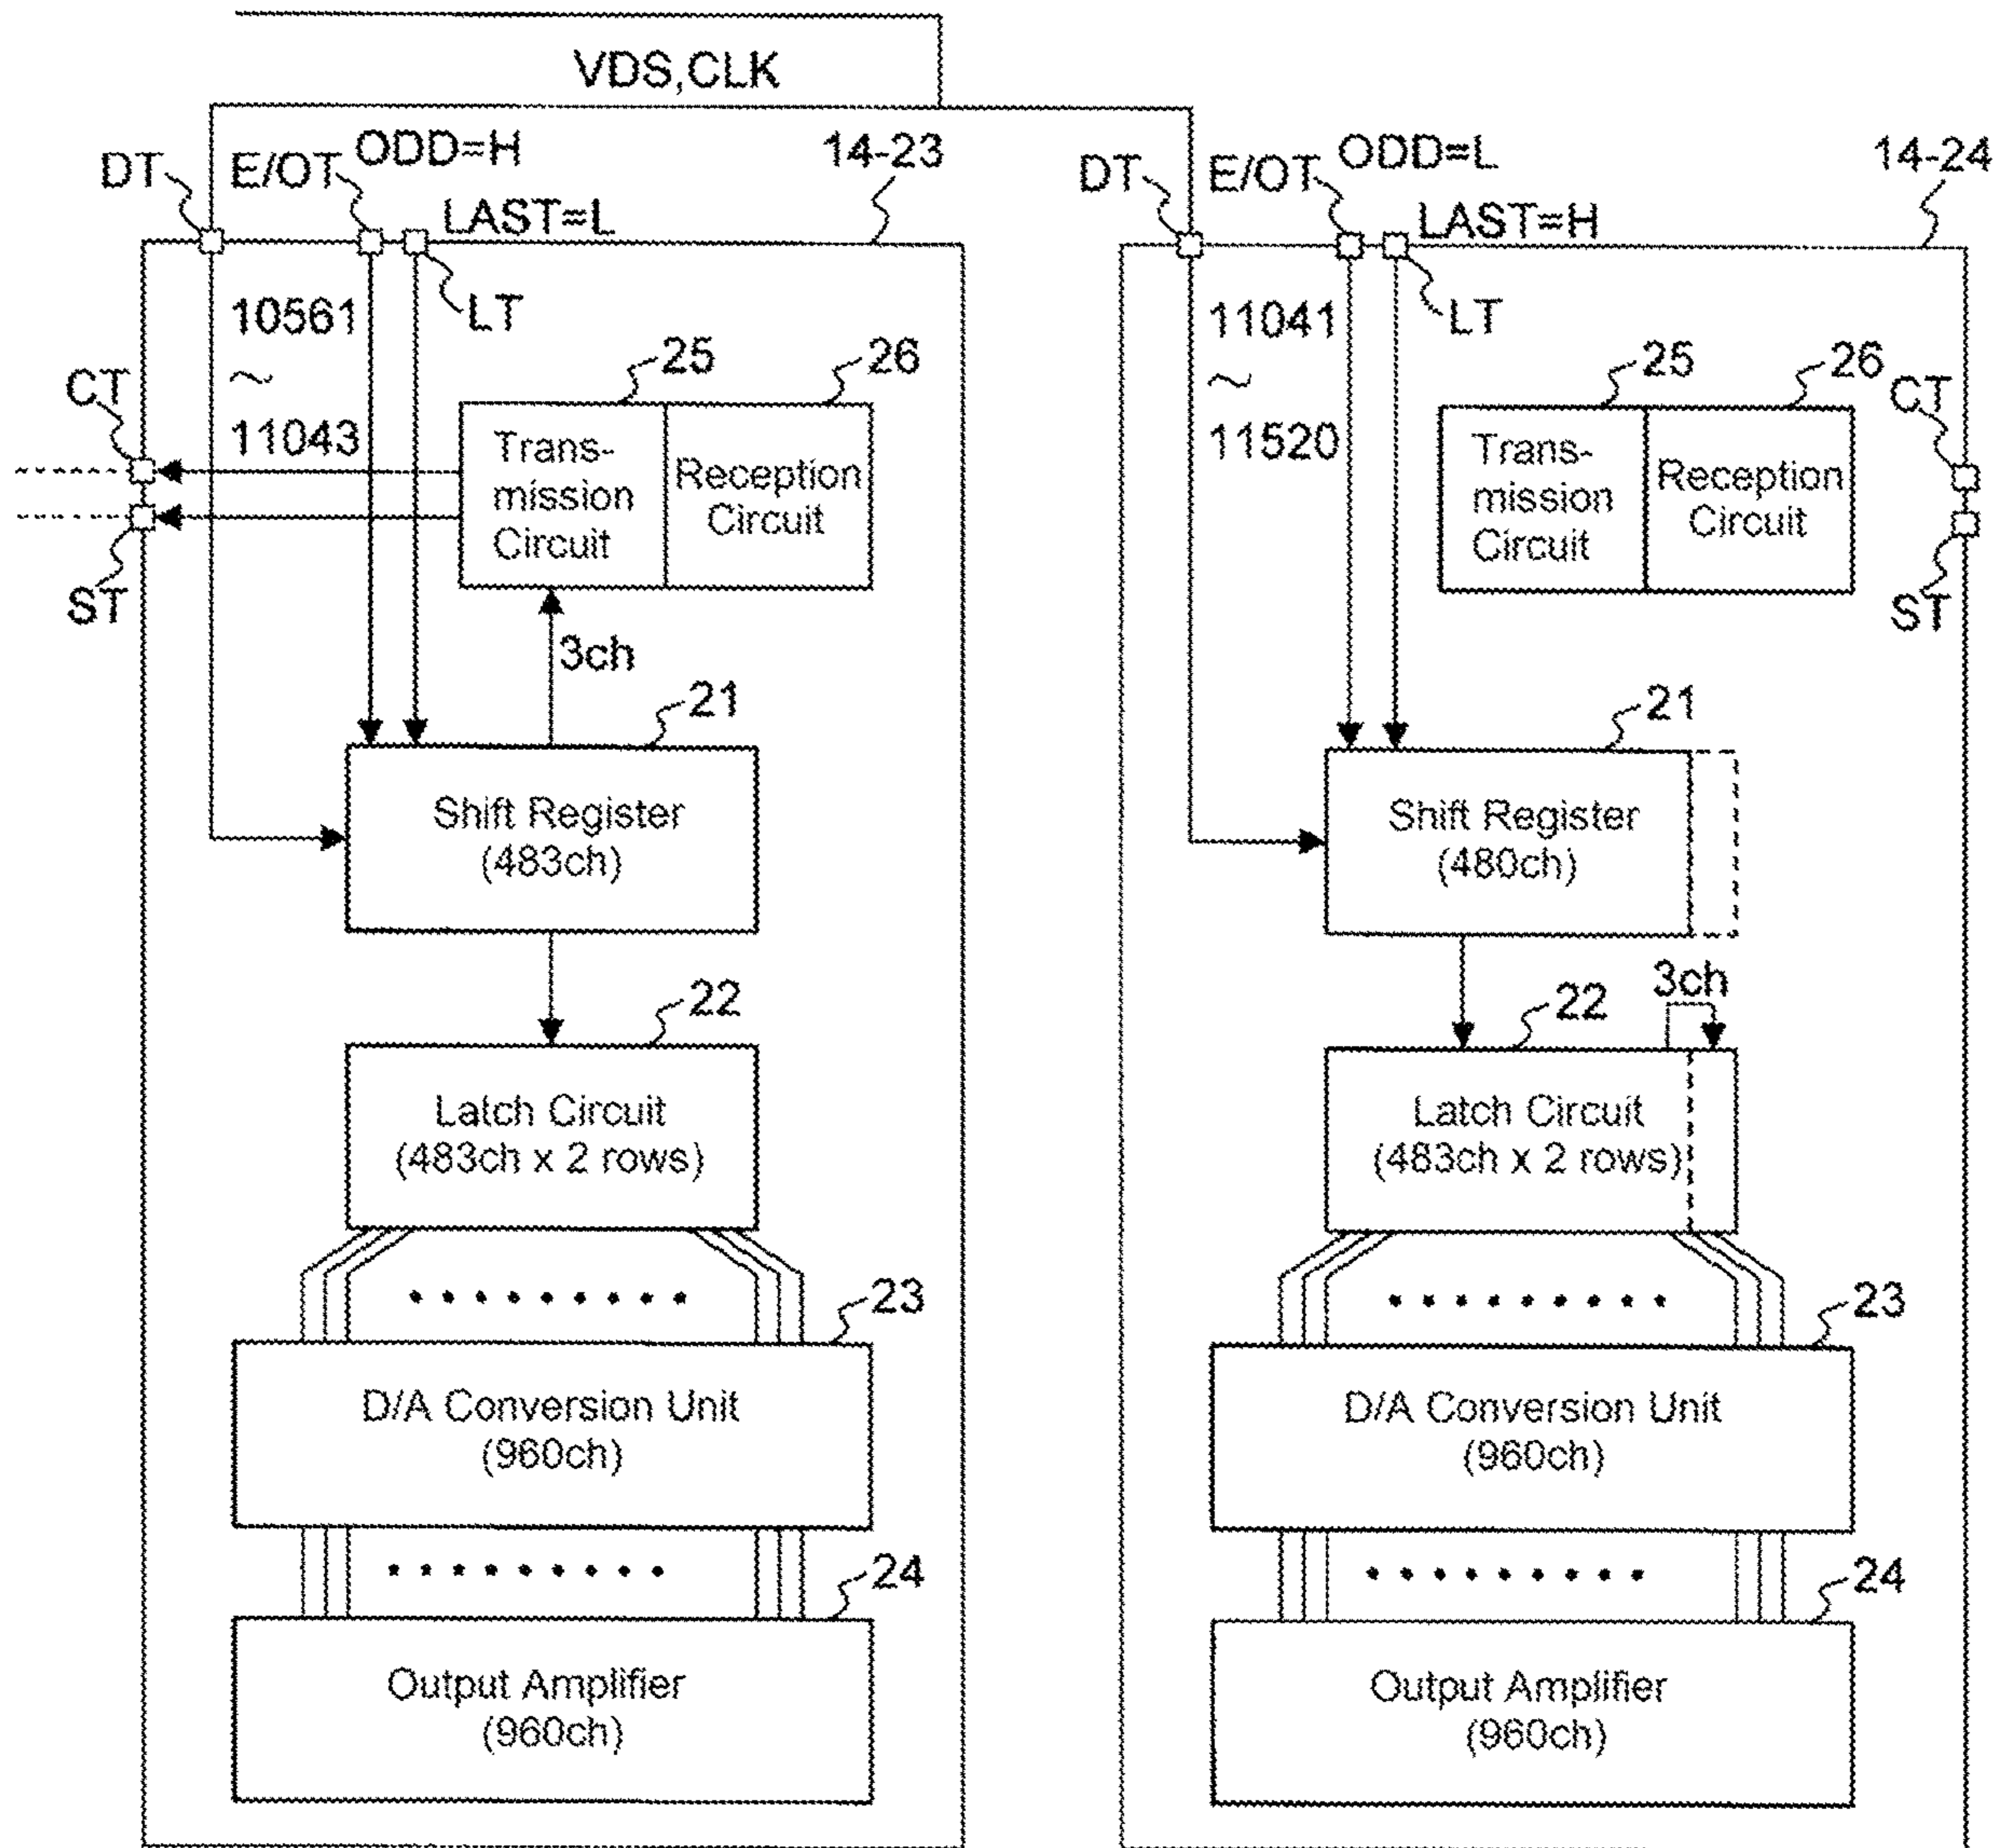 VDS,CLK
DT
E/OT
ODD=H
LAST=L
14-23
LT
10561
~
11043
CT
ST
25
26
Trans-
mission
Circuit
Reception
Circuit
3ch
21
Shift Register
(483ch)
22
Latch Circuit
(483ch x 2 rows)
23
D/A Conversion Unit
(960ch)
24
Output Amplifier
(960ch)
DT
E/OT
ODD=L
LAST=H
14-24
LT
11041
~
11520
25
26
CT
ST
Trans-
mission
Circuit
Reception
Circuit
21
Shift Register
(480ch)
22
3ch
Latch Circuit
(483ch x 2 rows)
23
D/A Conversion Unit
(960ch)
24
Output Amplifier
(960ch)